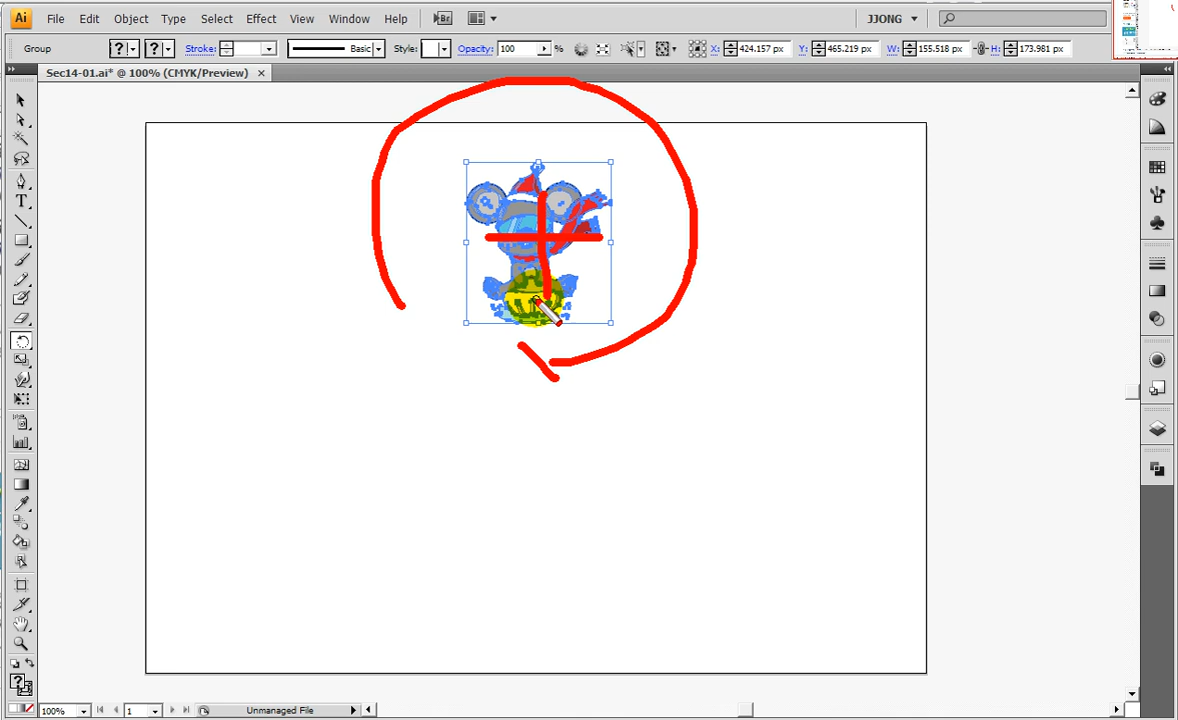 Ai File Edit Object Type Select Effect View Window Help Br JJONG
Group ? ? Stroke: Basic Style: Opacity: 100 % X: 424.157 px Y: 465.219 px W: 155.518 px H: 173.981 px
Sec14-01.ai* @ 100% (CMYK/Preview)
T
?
100% 1 Unmanaged File